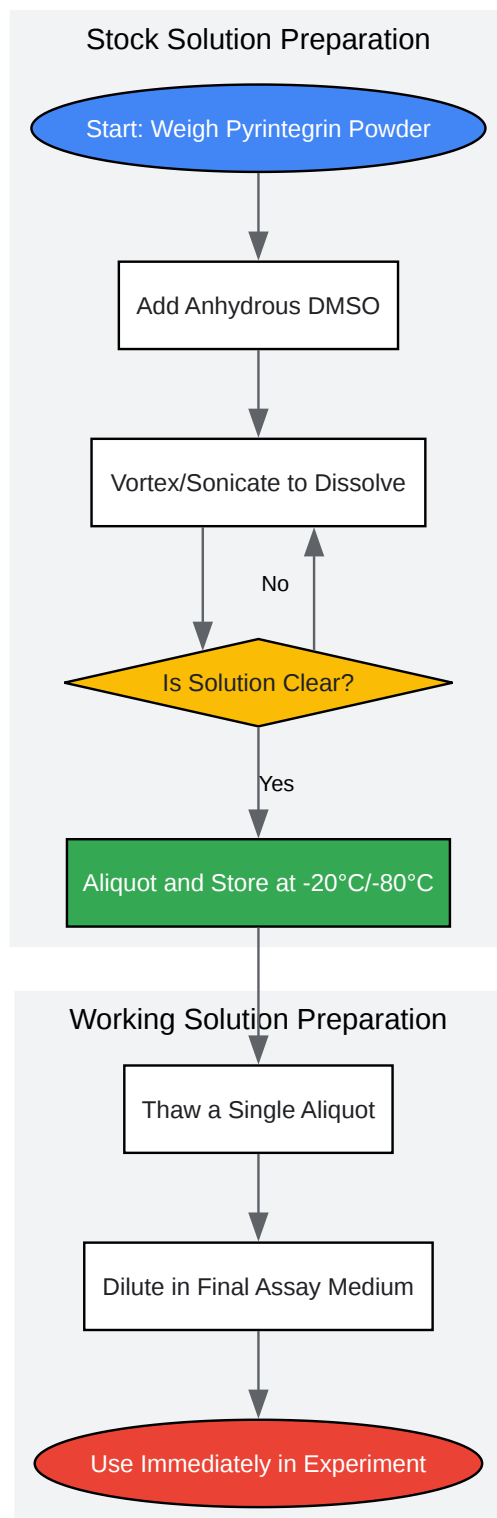 Stock Solution Preparation
Start: Weigh Pyrintegrin Powder
Add Anhydrous DMSO
Vortex/Sonicate to Dissolve
No
Is Solution Clear?
Yes
Aliquot and Store at -20°C/-80°C
Working Solution Preparation
Thaw a Single Aliquot
Dilute in Final Assay Medium
Use Immediately in Experiment